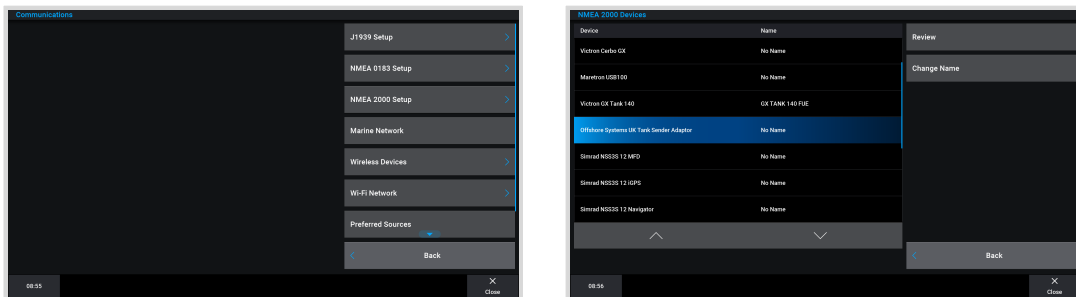 Communications
J1939 Setup
NMEA 0183 Setup
NMEA 2000 Setup
Marine Network
Wireless Devices
Wi-Fi Network
Preferred Sources
Back
08:55
Close
NMEA 2000 Devices
Device Name
Victron Cerbo GX No Name
Maretron USB100 No Name
Victron GX Tank 140 GX TANK 140 FUE
Offshore Systems UK Tank Sender Adaptor No Name
Simrad NSS3S 12 MFD No Name
Simrad NSS3S 12 iGPS No Name
Simrad NSS3S 12 Navigator No Name
Review
Change Name
Back
08:56
Close